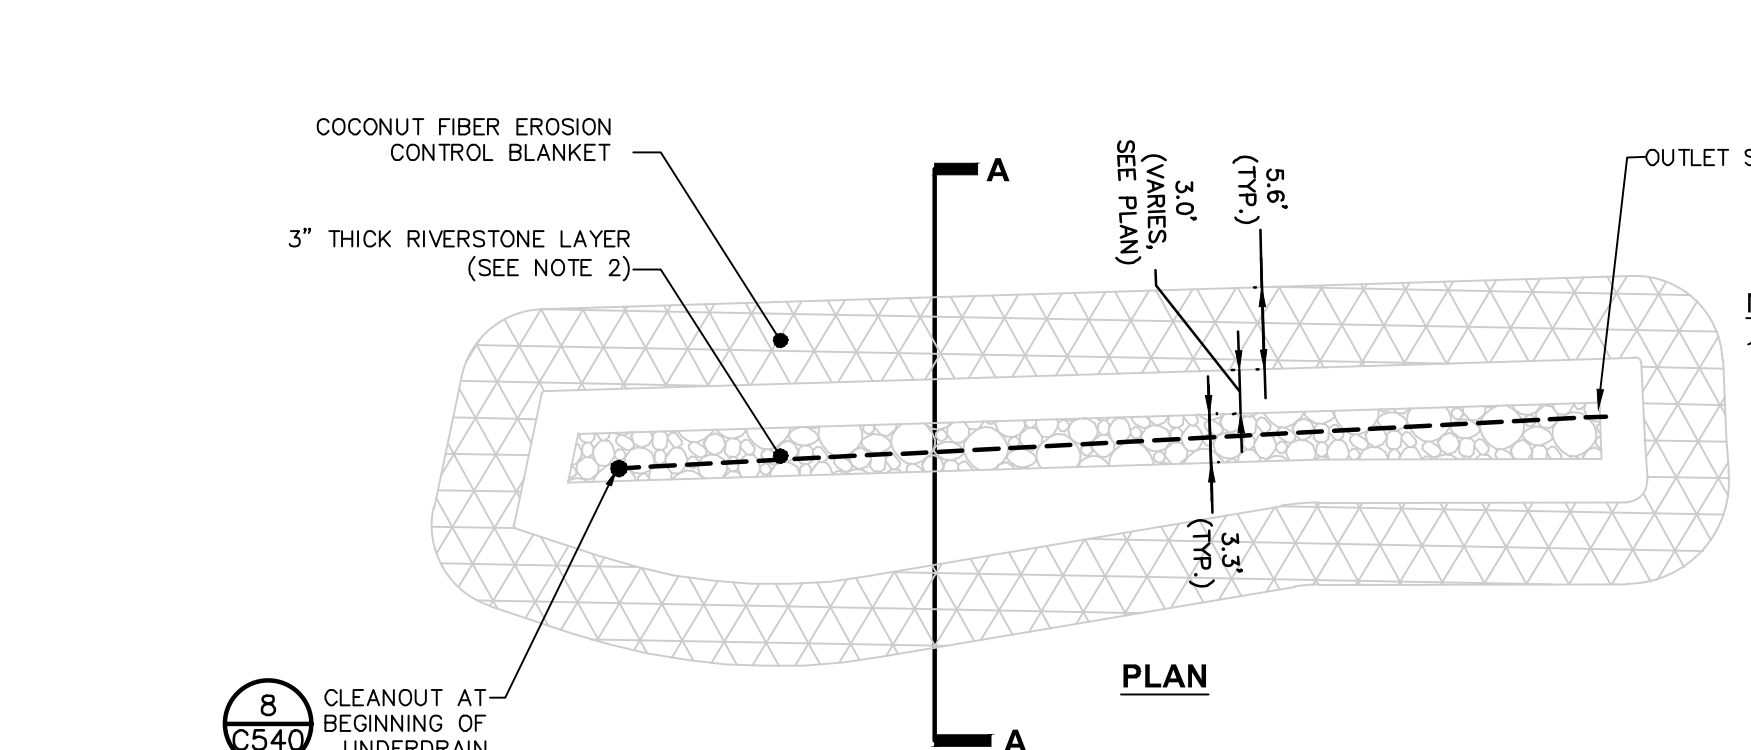 COCONUT FIBER EROSION
CONTROL BLANKET
3” THICK RIVERSTONE LAYER
(SEE NOTE 2)
A
3.0’
(VARIES,
SEE PLAN)
5.6’
(TYP.)
OUTLET
3.3’
(TYP.)
PLAN
8
C540
CLEANOUT AT
BEGINNING OF
UNDERDRAIN
A